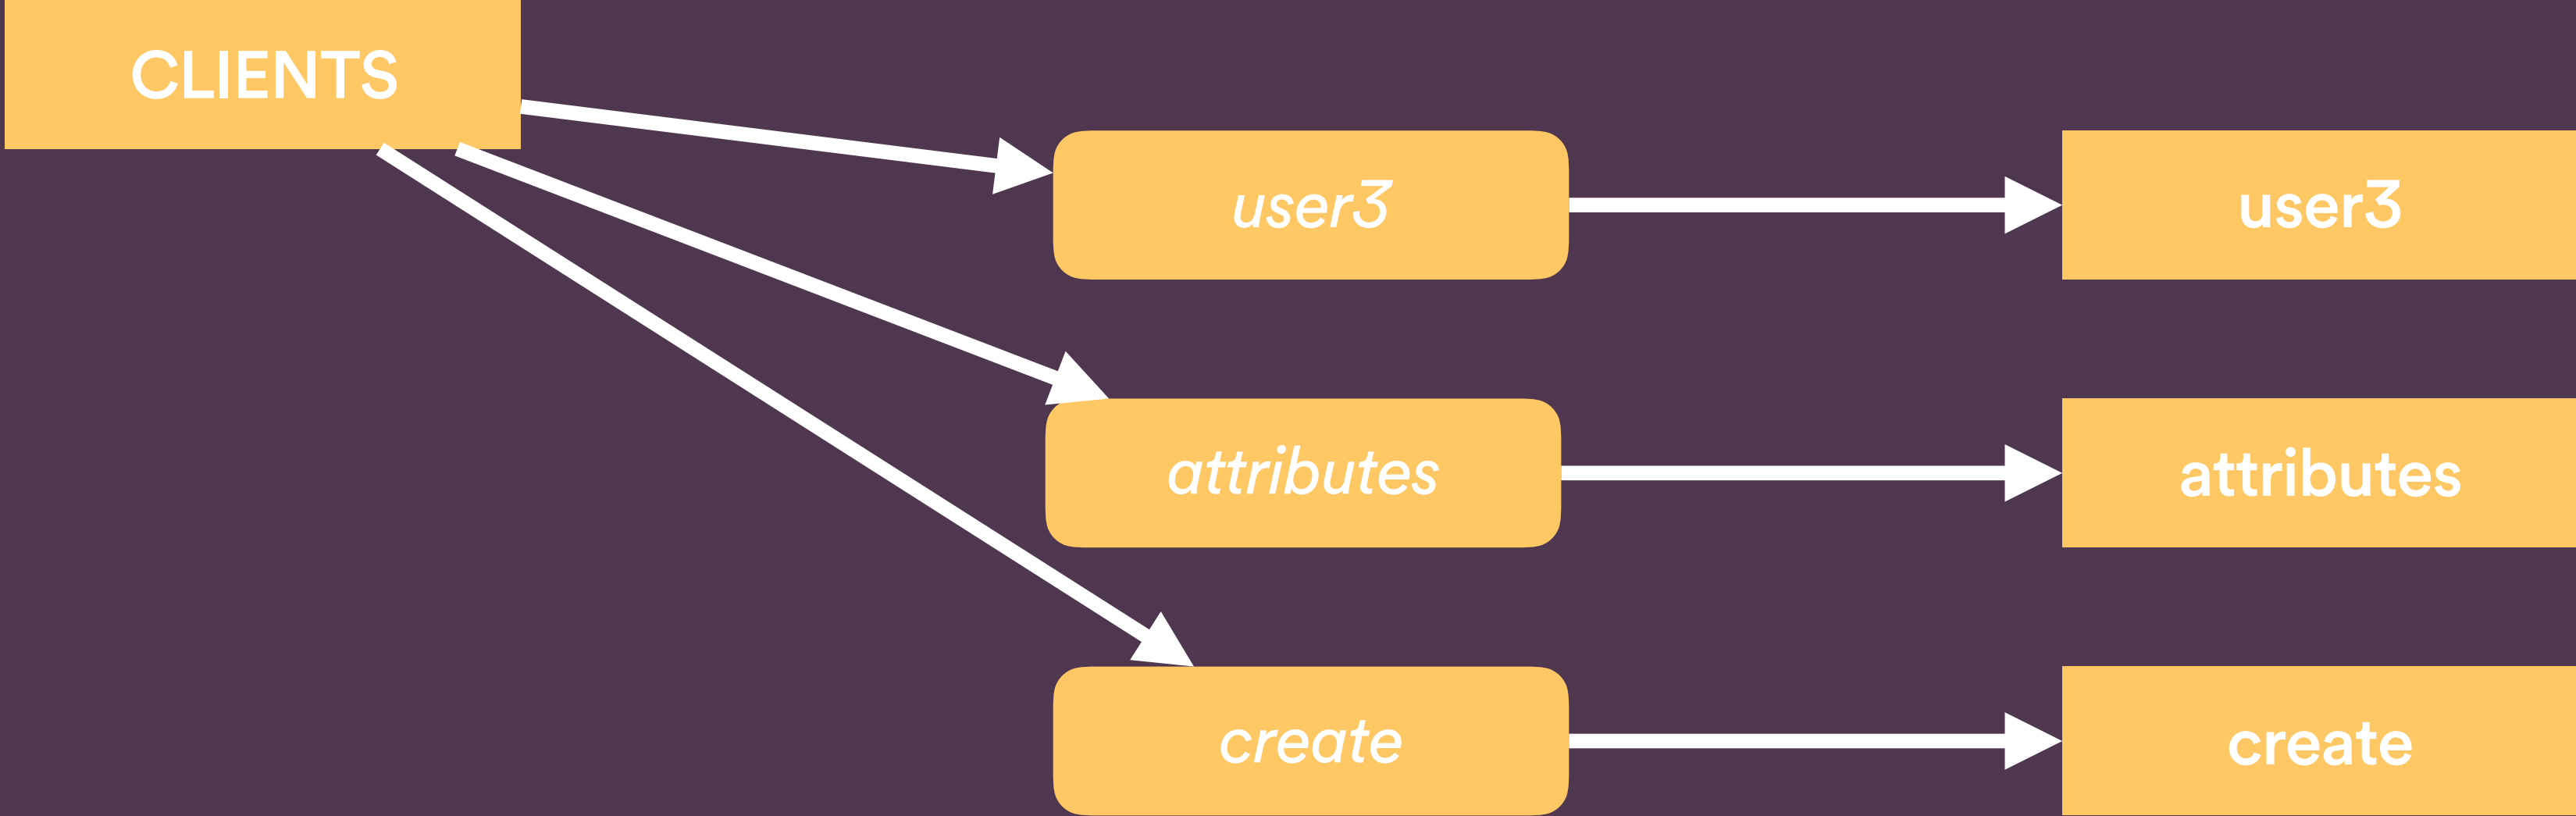 CLIENTS
user3
user3
attributes
attributes
create
create